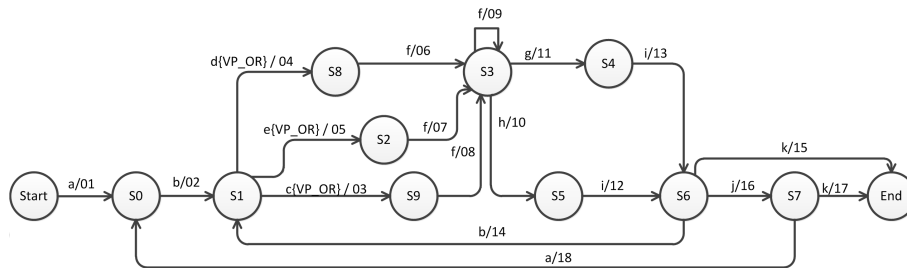 f/09
d{VP_OR} / 04
f/06
S8
S3
g/11
S4
i/13
e{VP_OR} / 05
f/07
h/10
S2
f/08
k/15
Start
a/01
S0
b/02
S1
c{VP_OR} / 03
S9
S5
i/12
S6
j/16
S7
k/17
End
b/14
a/18